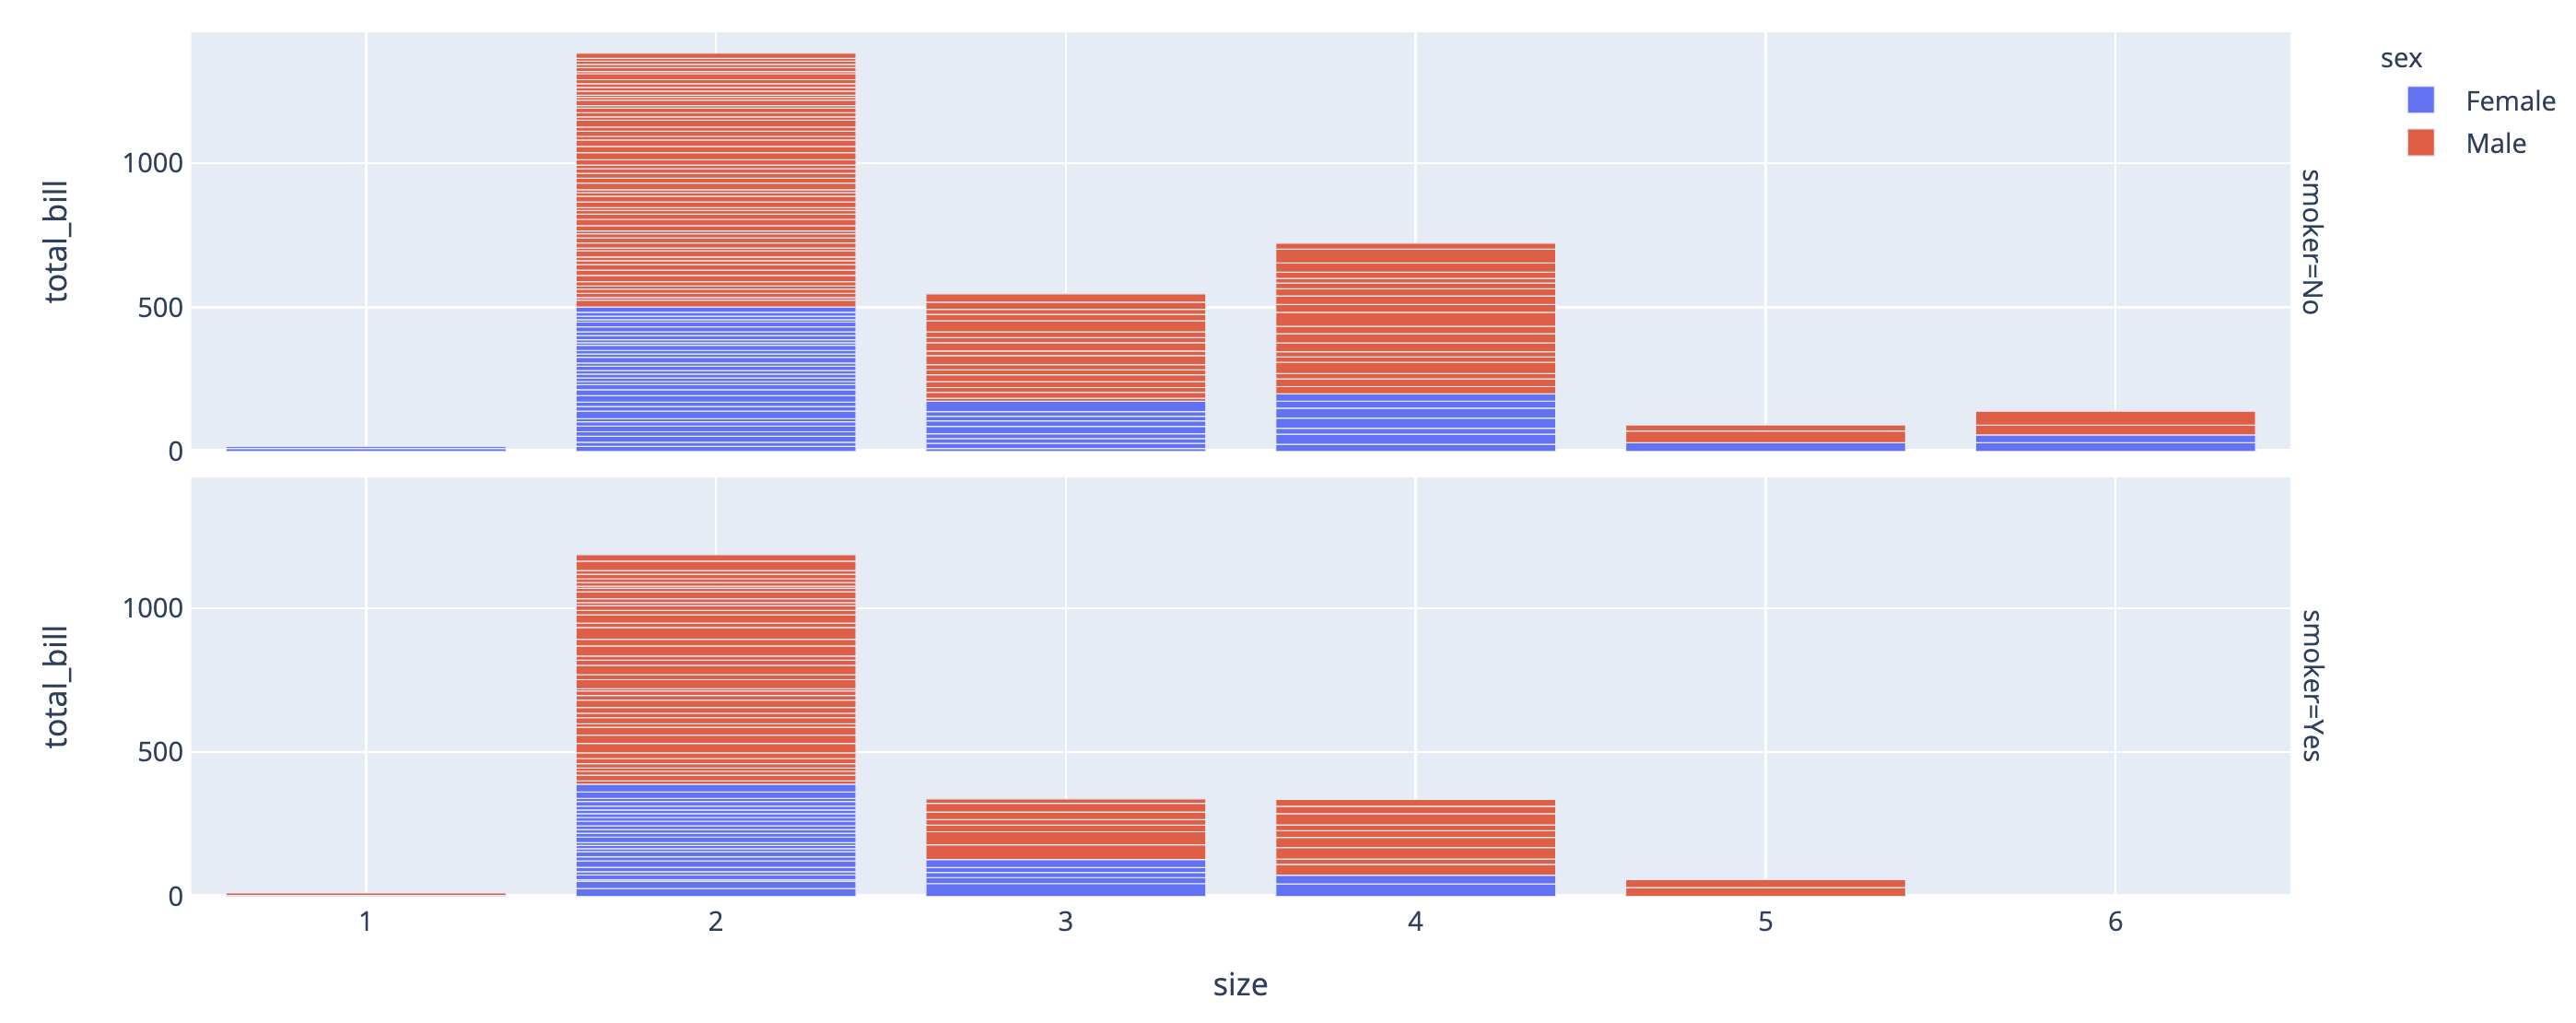 sex
Female
Male
total_bill
1000
500
0
smoker=No
total_bill
1000
500
0
smoker=Yes
1 2 3 4 5 6
size